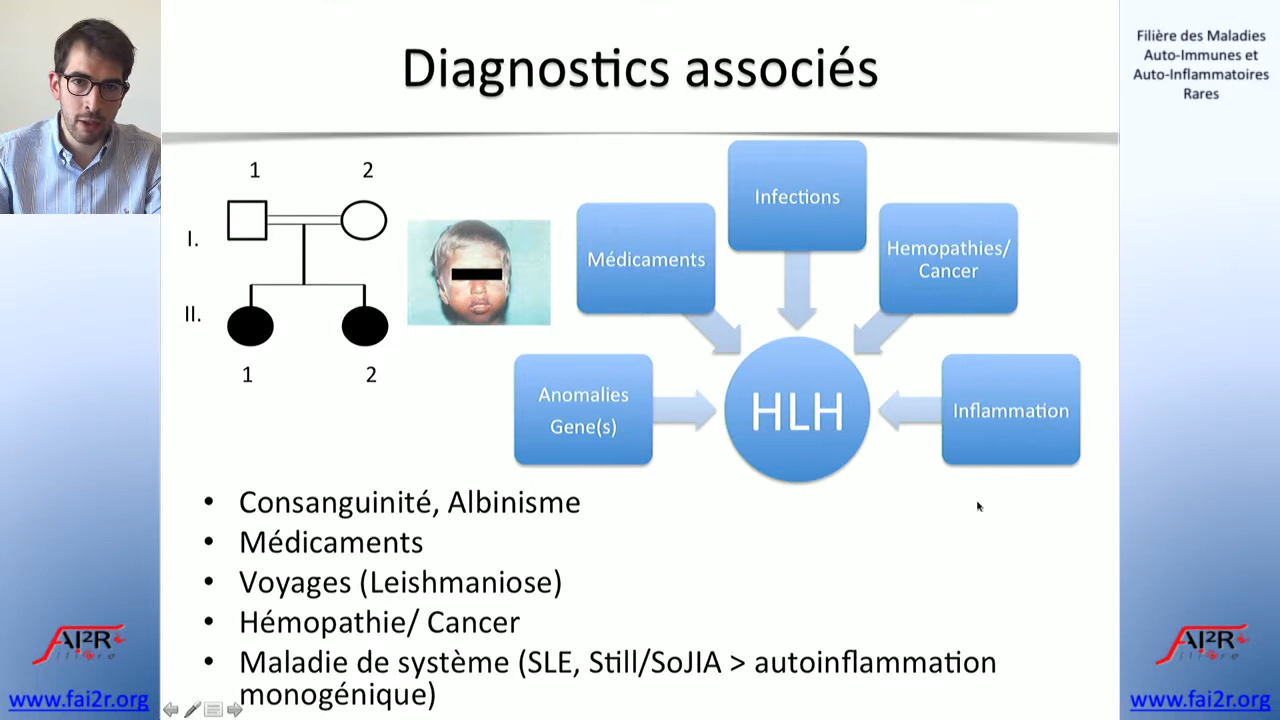 Diagnostics associés
Filière des Maladies
Auto-Immunes et
Auto-Inflammatoires
Rares
1
2
I.
II.
1
2
Infections
Médicaments
Hemopathies/
Cancer
Anomalies
Gene(s)
HLH
Inflammation
• Consanguinité, Albinisme
• Médicaments
• Voyages (Leishmaniose)
• Hémopathie/ Cancer
• Maladie de système (SLE, Still/SoJIA > autoinflammation
monogénique)
FAI²R
filière
www.fai2r.org
FAI²R
filière
www.fai2r.org